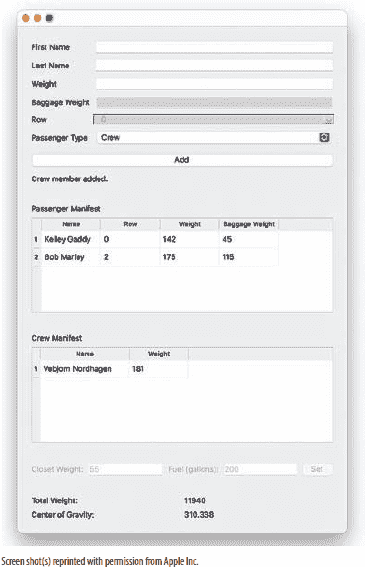 First Name
Last Name
Weight
Baggage Weight
Row 0
Passenger Type Crew
Add
Crew member added.
Passenger Manifest
Name Row Weight Baggage Weight
1 Kelley Gaddy 0 142 45
2 Bob Marley 2 175 115
Crew Manifest
Name Weight
1 Vebjorn Nordhagen 181
Closet Weight: 55 Fuel (gallons): 200 Set
Total Weight: 11940
Center of Gravity: 310.338
Screen shot(s) reprinted with permission from Apple Inc.